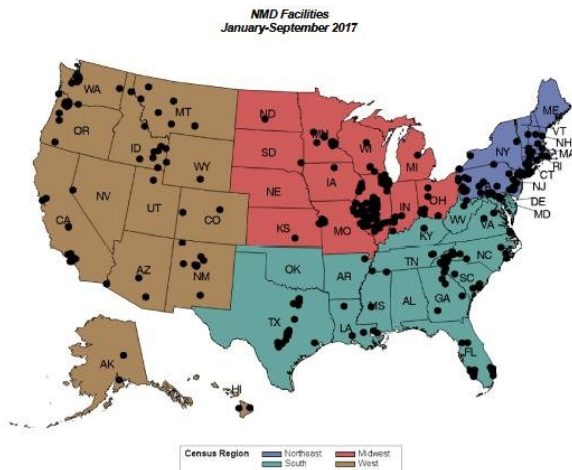 NMD Facilities
January-September 2017
WA
MT
ND
ME
OR
ID
WY
SD
WI
MI
NY
VT
NH
MA
RI
CT
NJ
DE
MD
NV
UT
CO
NE
IA
IN
OH
WV
VA
CA
AZ
NM
KS
MO
KY
OK
AR
TN
NC
SC
TX
LA
MS
AL
GA
FL
AK
HI
Census Region
Northeast
Midwest
South
West